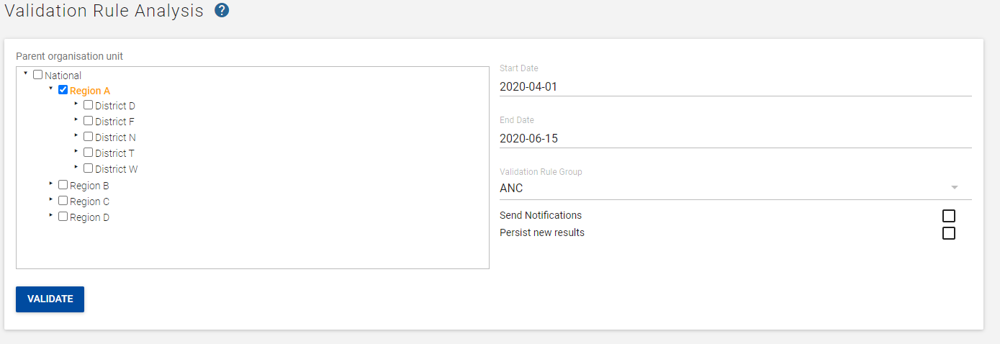 Validation Rule Analysis ?
Parent organisation unit
National
Region A
District D
District F
District N
District T
District W
Region B
Region C
Region D
Start Date
2020-04-01
End Date
2020-06-15
Validation Rule Group
ANC
Send Notifications
Persist new results
VALIDATE